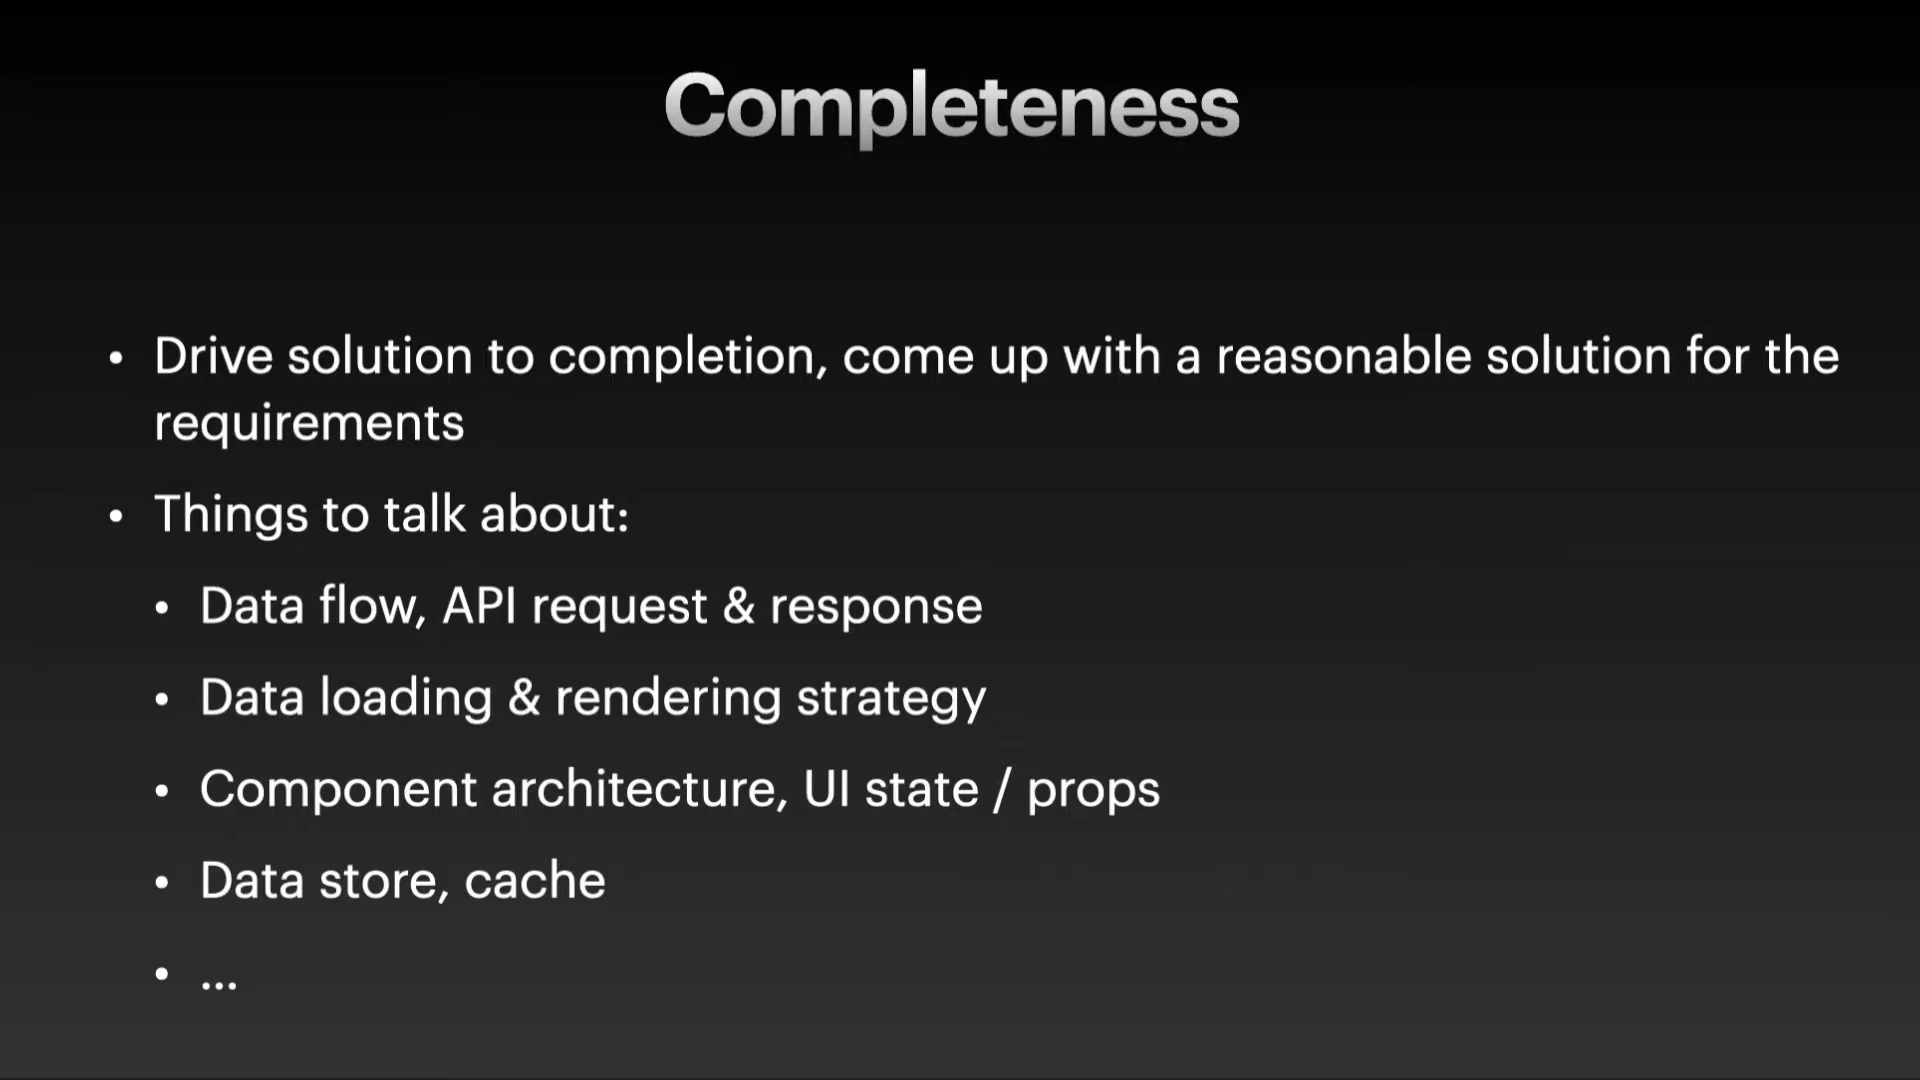 Completeness
• Drive solution to completion, come up with a reasonable solution for the
requirements
• Things to talk about:
• Data flow, API request & response
• Data loading & rendering strategy
• Component architecture, UI state / props
• Data store, cache
• ...